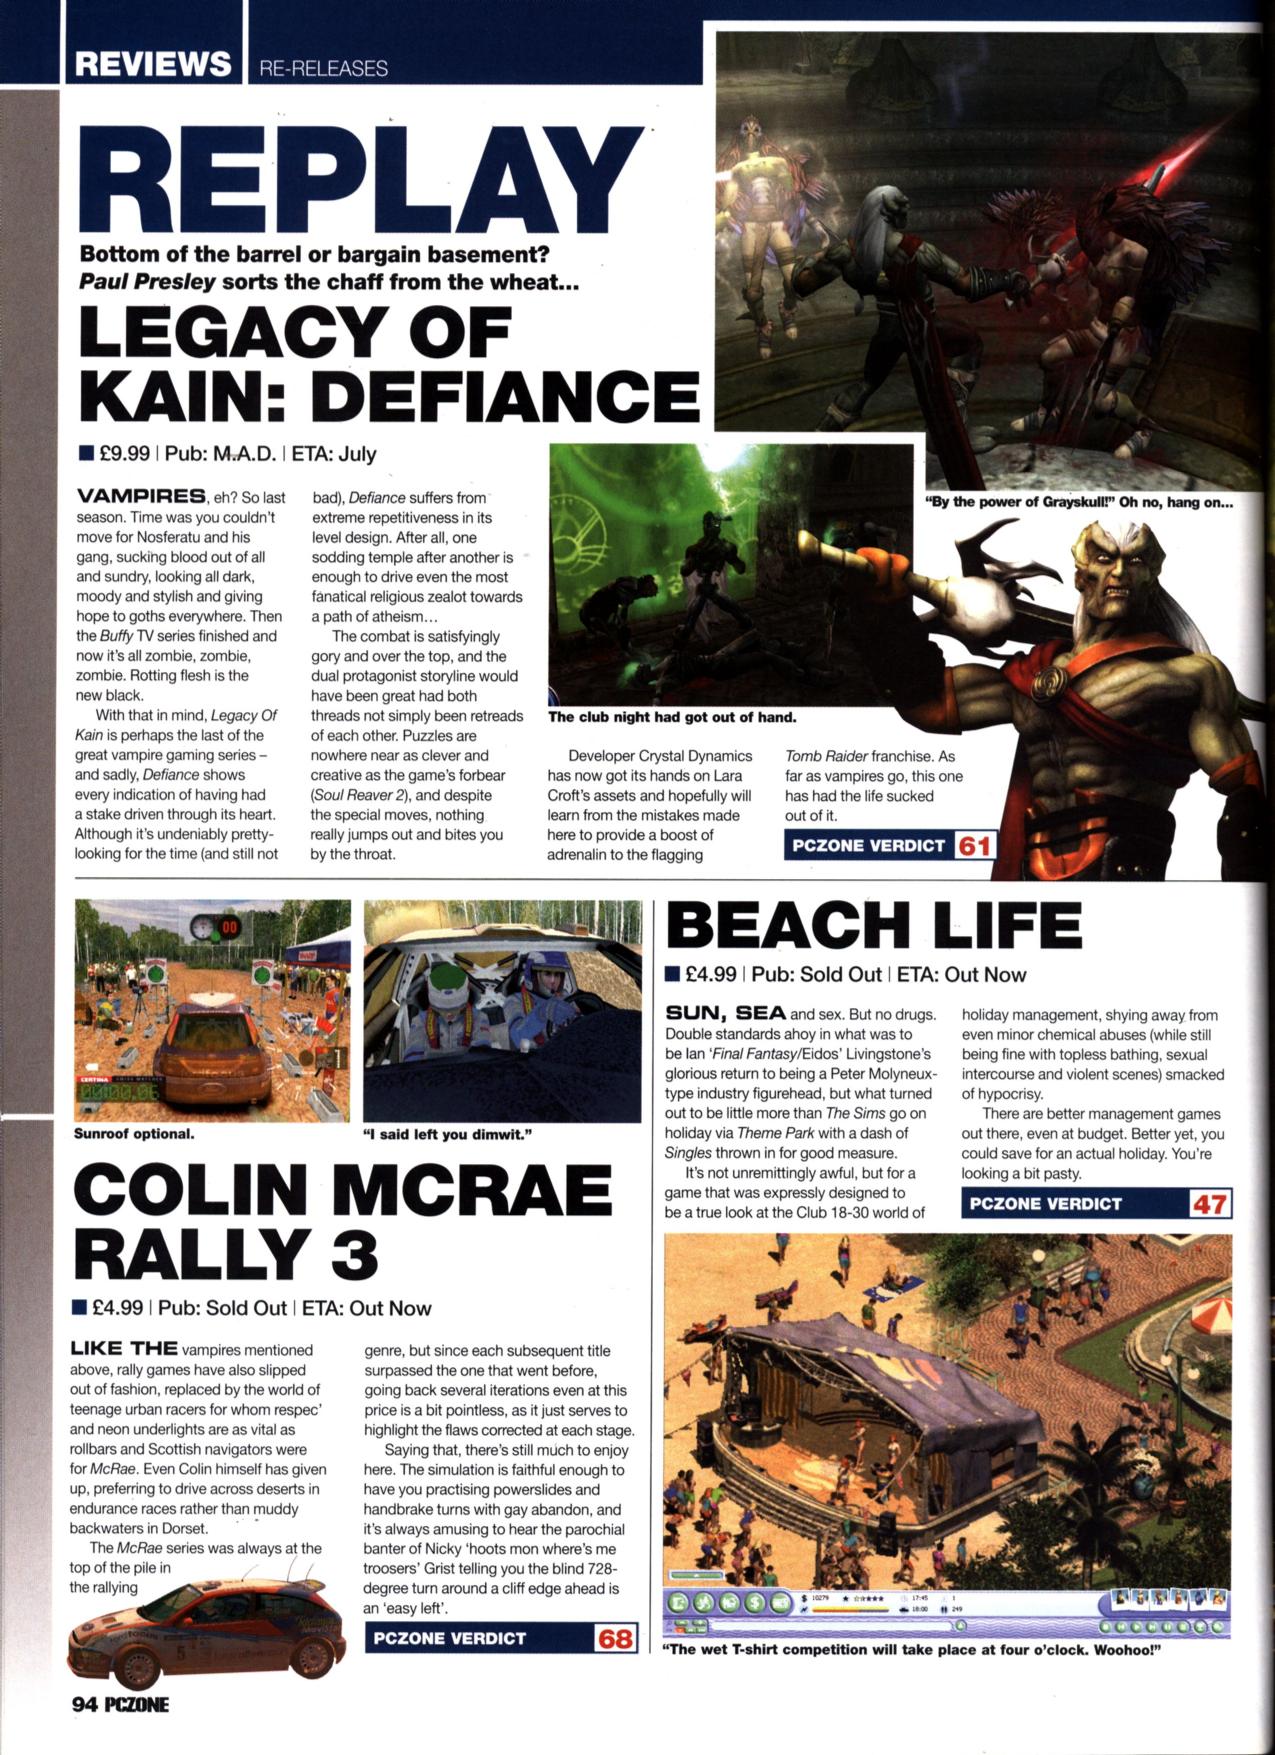 REVIEWS
RE-RELEASES
REPLAY
Bottom of the barrel or bargain basement?
Paul Presley sorts the chaff from the wheat...
LEGACY OF
KAIN: DEFIANCE
£9.99 | Pub: M.A.D. | ETA: July
VAMPIRES, eh? So last
season. Time was you couldn't
move for Nosferatu and his
gang, sucking blood out of all
and sundry, looking all dark,
moody and stylish and giving
hope to goths everywhere. Then
the Buffy TV series finished and
now it's all zombie, zombie,
zombie. Rotting flesh is the
new black.
With that in mind, Legacy Of
Kain is perhaps the last of the
great vampire gaming series –
and sadly, Defiance shows
every indication of having had
a stake driven through its heart.
Although it's undeniably pretty-
looking for the time (and still not
bad), Defiance suffers from
extreme repetitiveness in its
level design. After all, one
sodding temple after another is
enough to drive even the most
fanatical religious zealot towards
a path of atheism...
The combat is satisfyingly
gory and over the top, and the
dual protagonist storyline would
have been great had both
threads not simply been retreads
of each other. Puzzles are
nowhere near as clever and
creative as the game's forbear
(Soul Reaver 2), and despite
the special moves, nothing
really jumps out and bites you
by the throat.
"By the power of Grayskull!" Oh no, hang on...
The club night had got out of hand.
Developer Crystal Dynamics
has now got its hands on Lara
Croft's assets and hopefully will
learn from the mistakes made
here to provide a boost of
adrenalin to the flagging
Tomb Raider franchise. As
far as vampires go, this one
has had the life sucked
out of it.
PCZONE VERDICT 61
00
CERTINA
00:00.06
Sunroof optional.
"I said left you dimwit."
COLIN MCRAE
RALLY 3
£4.99 | Pub: Sold Out | ETA: Out Now
LIKE THE vampires mentioned
above, rally games have also slipped
out of fashion, replaced by the world of
teenage urban racers for whom respec'
and neon underlights are as vital as
rollbars and Scottish navigators were
for McRae. Even Colin himself has given
up, preferring to drive across deserts in
endurance races rather than muddy
backwaters in Dorset.
The McRae series was always at the
top of the pile in
the rallying
genre, but since each subsequent title
surpassed the one that went before,
going back several iterations even at this
price is a bit pointless, as it just serves to
highlight the flaws corrected at each stage.
Saying that, there's still much to enjoy
here. The simulation is faithful enough to
have you practising powerslides and
handbrake turns with gay abandon, and
it's always amusing to hear the parochial
banter of Nicky 'hoots mon where's me
troosers' Grist telling you the blind 728-
degree turn around a cliff edge ahead is
an 'easy left'.
PCZONE VERDICT 68
BEACH LIFE
£4.99 | Pub: Sold Out | ETA: Out Now
SUN, SEA and sex. But no drugs.
Double standards ahoy in what was to
be Ian 'Final Fantasy/Eidos' Livingstone's
glorious return to being a Peter Molyneux-
type industry figurehead, but what turned
out to be little more than The Sims go on
holiday via Theme Park with a dash of
Singles thrown in for good measure.
It's not unremittingly awful, but for a
game that was expressly designed to
be a true look at the Club 18-30 world of
holiday management, shying away from
even minor chemical abuses (while still
being fine with topless bathing, sexual
intercourse and violent scenes) smacked
of hypocrisy.
There are better management games
out there, even at budget. Better yet, you
could save for an actual holiday. You're
looking a bit pasty.
PCZONE VERDICT 47
$ 10279 17:45 1
18:00 249
"The wet T-shirt competition will take place at four o'clock. Woohoo!"
94 PCZONE